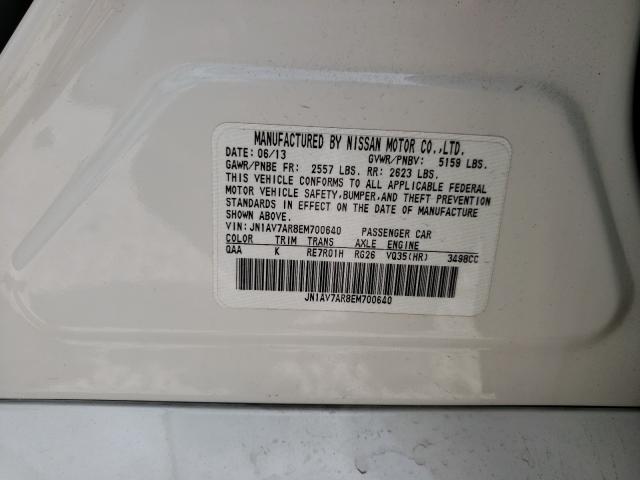 MANUFACTURED BY NISSAN MOTOR CO.,LTD.
DATE: 06/13 GVWR/PNBV: 5159 LBS.
GAWR/PNBE FR: 2557 LBS. RR: 2623 LBS.
THIS VEHICLE CONFORMS TO ALL APPLICABLE FEDERAL
MOTOR VEHICLE SAFETY,BUMPER,AND THEFT PREVENTION
STANDARDS IN EFFECT ON THE DATE OF MANUFACTURE
SHOWN ABOVE.
VIN: JN1AV7AR8EM700640 PASSENGER CAR
COLOR TRIM TRANS AXLE ENGINE
QAA K RE7R01H RG26 VQ35(HR) 3498CC
JN1AV7AR8EM700640